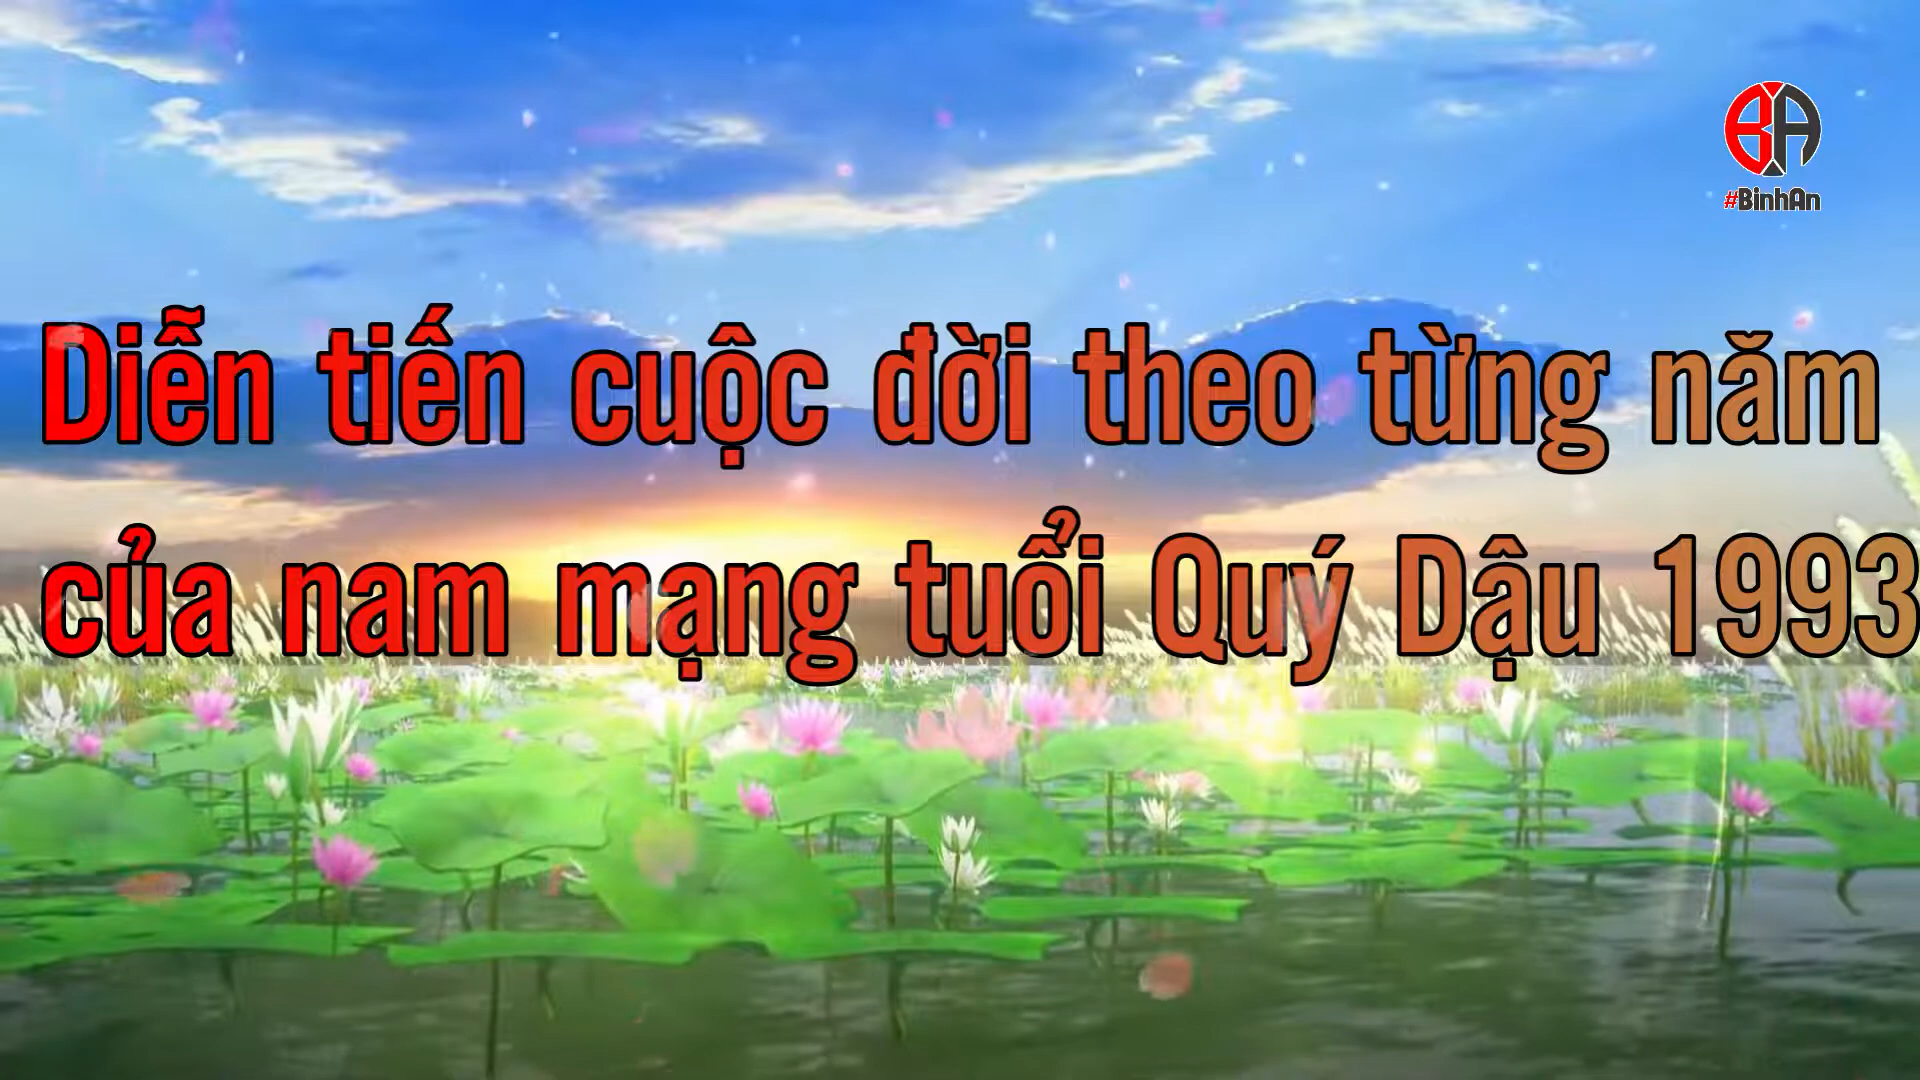 BA
#BinhAn
Diễn tiến cuộc đời theo từng năm
của nam mạng tuổi Quý Dậu 1993